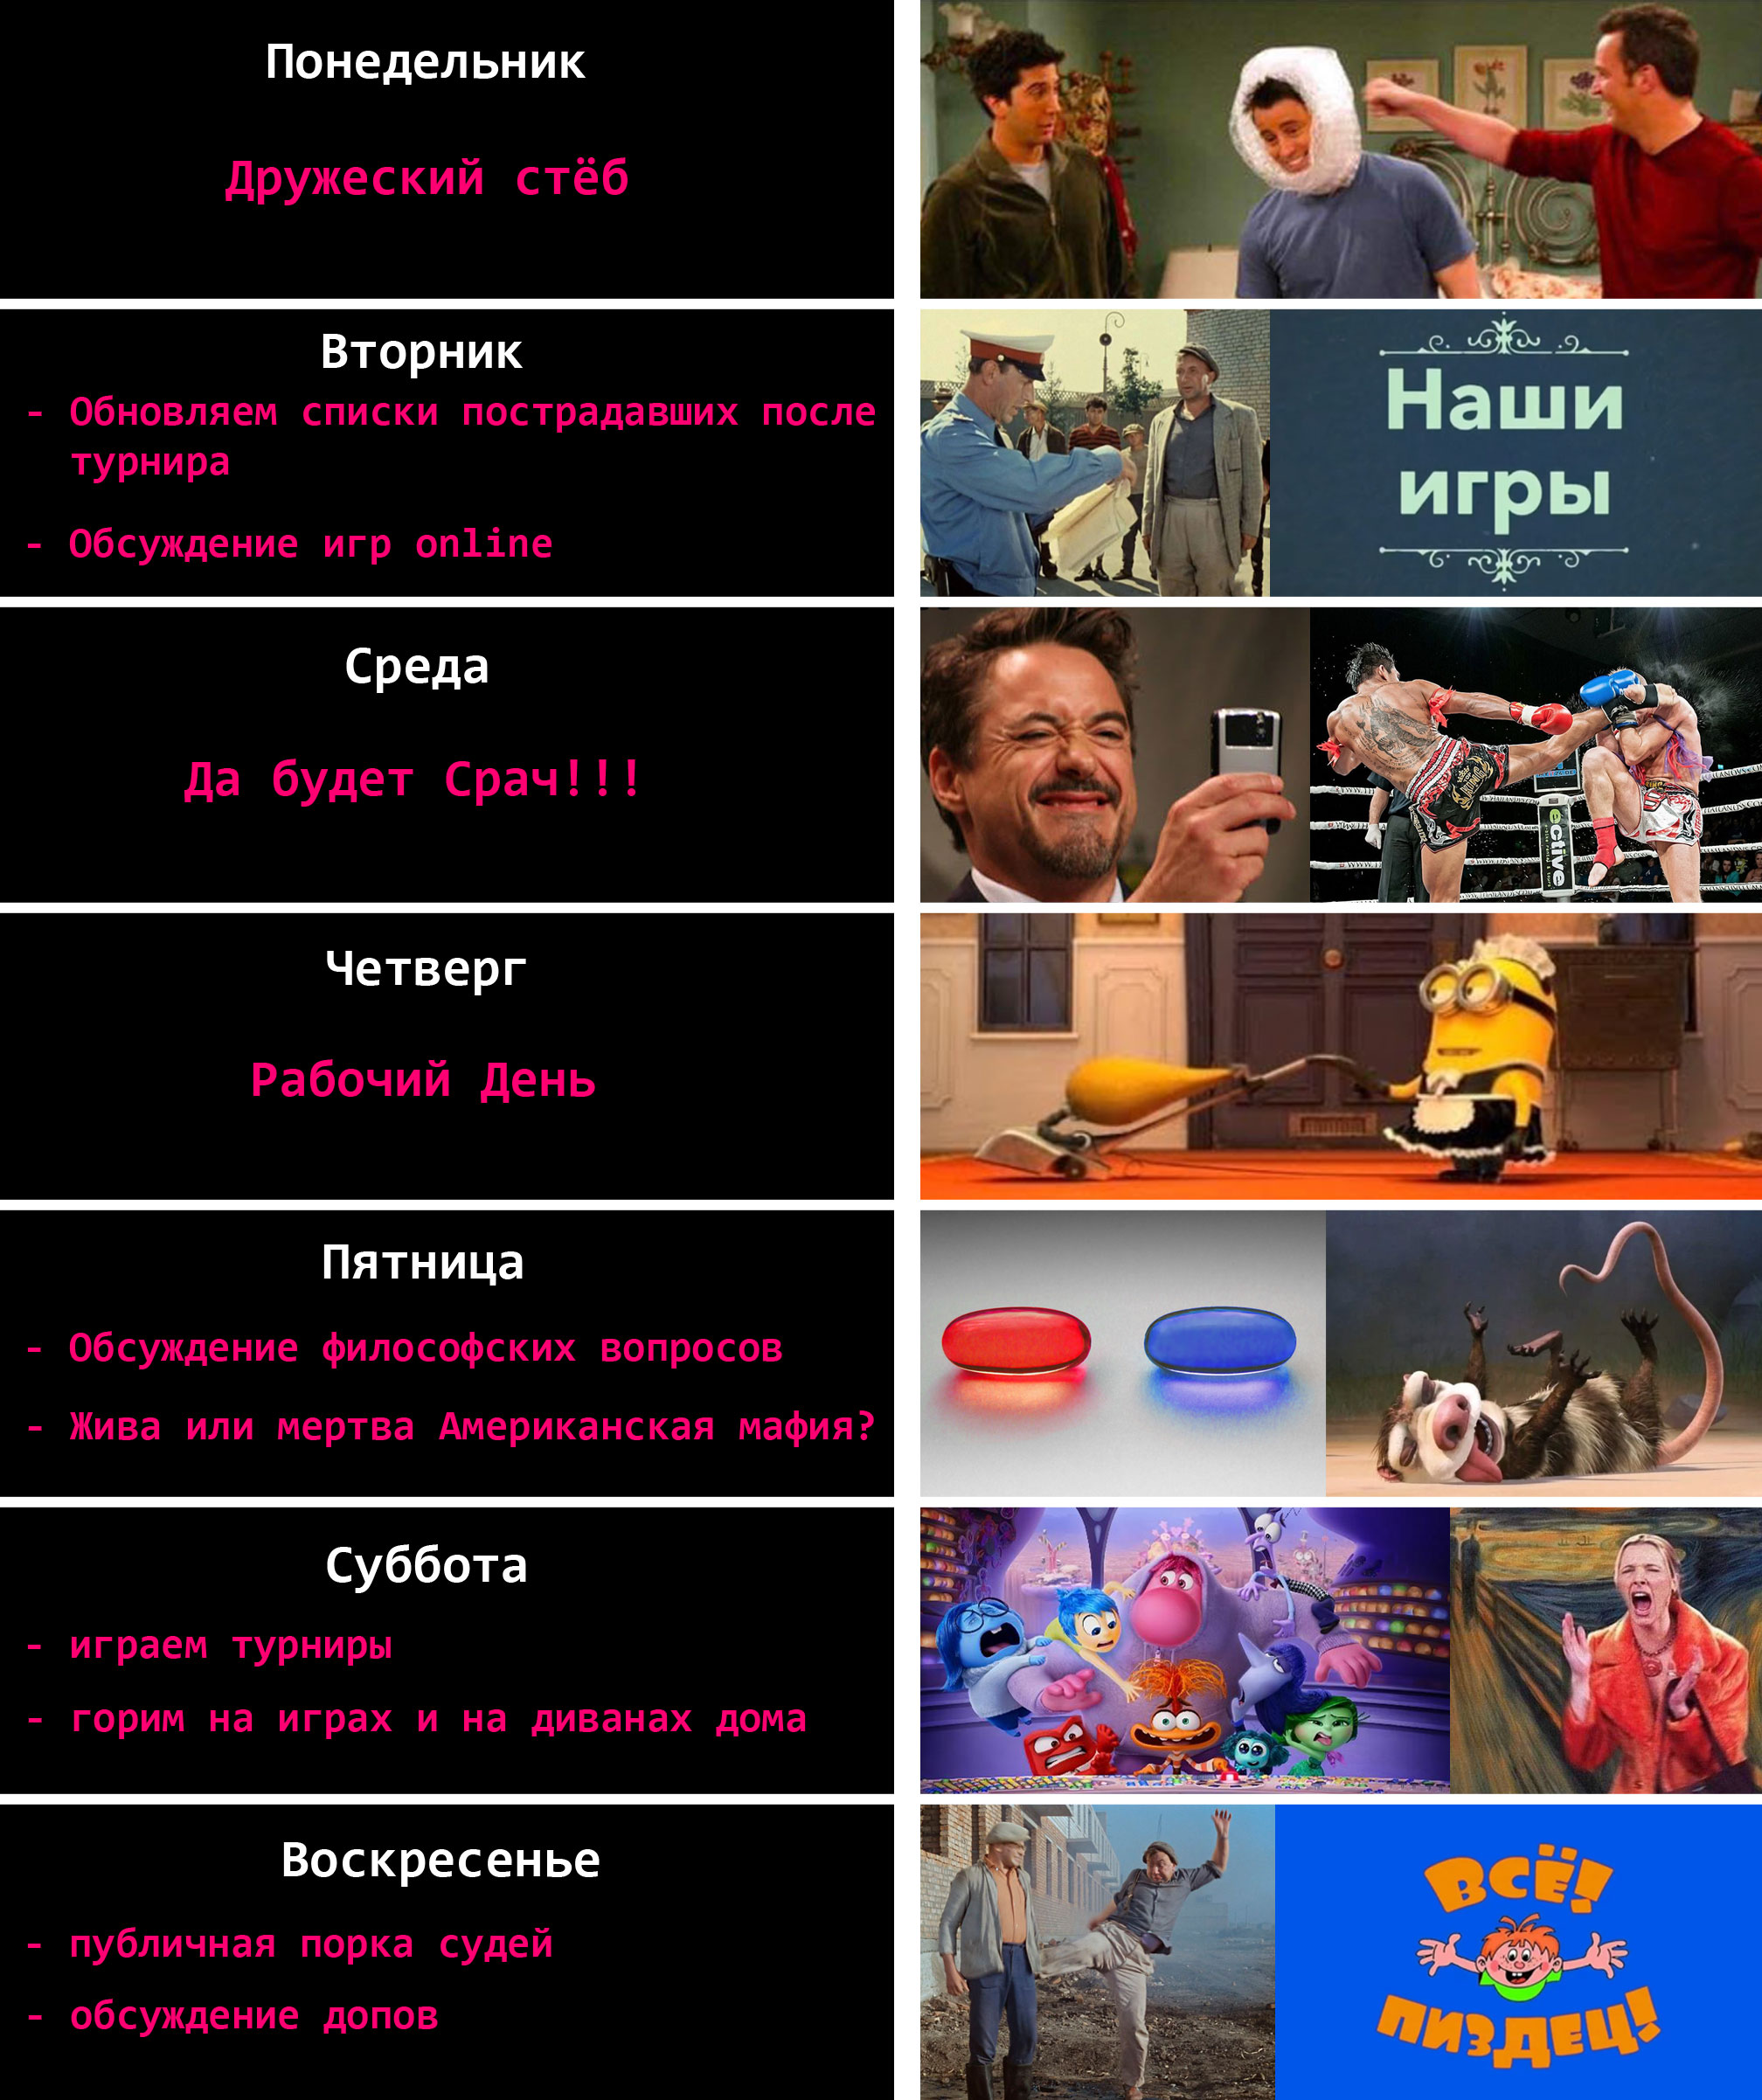 Понедельник
Дружеский стёб
Вторник
- Обновляем списки пострадавших после
турнира
- Обсуждение игр online
Наши
игры
Среда
Да будет Срач!!!
active
Четверг
Рабочий День
Пятница
- Обсуждение философских вопросов
- Жива или мертва Американская мафия?
Суббота
- играем турниры
- горим на играх и на диванах дома
Воскресенье
- публичная порка судей
- обсуждение допов
ВСЁ!
ПИЗДЕЦ!